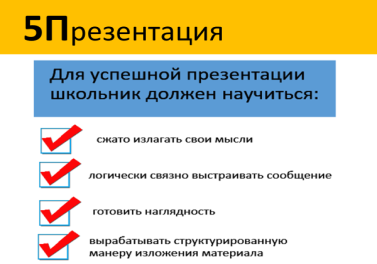 5Презентация
Для успешной презентации
школьник должен научиться:
сжато излагать свои мысли
логически связно выстраивать сообщение
готовить наглядность
вырабатывать структурированную
манеру изложения материала